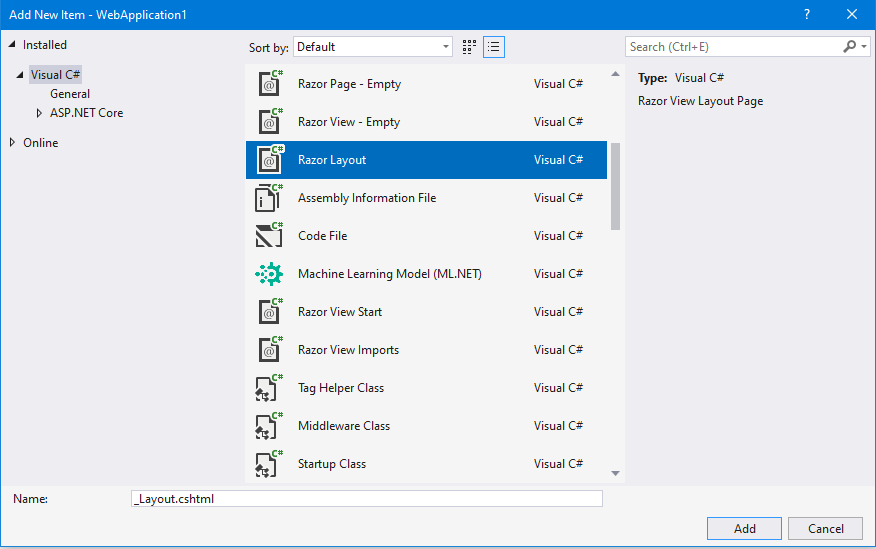 Add New Item - WebApplication1
?
Installed
Visual C#
General
ASP.NET Core
Online
Sort by: Default
Search (Ctrl+E)
C# @ Razor Page - Empty Visual C#
C# @ Razor View - Empty Visual C#
C# @ Razor Layout Visual C#
C# i Assembly Information File Visual C#
C# Code File Visual C#
Machine Learning Model (ML.NET) Visual C#
C# @ Razor View Start Visual C#
C# @ Razor View Imports Visual C#
C# Tag Helper Class Visual C#
C# Middleware Class Visual C#
C# Startup Class Visual C#
Type: Visual C#
Razor View Layout Page
Name: _Layout.cshtml
Add Cancel